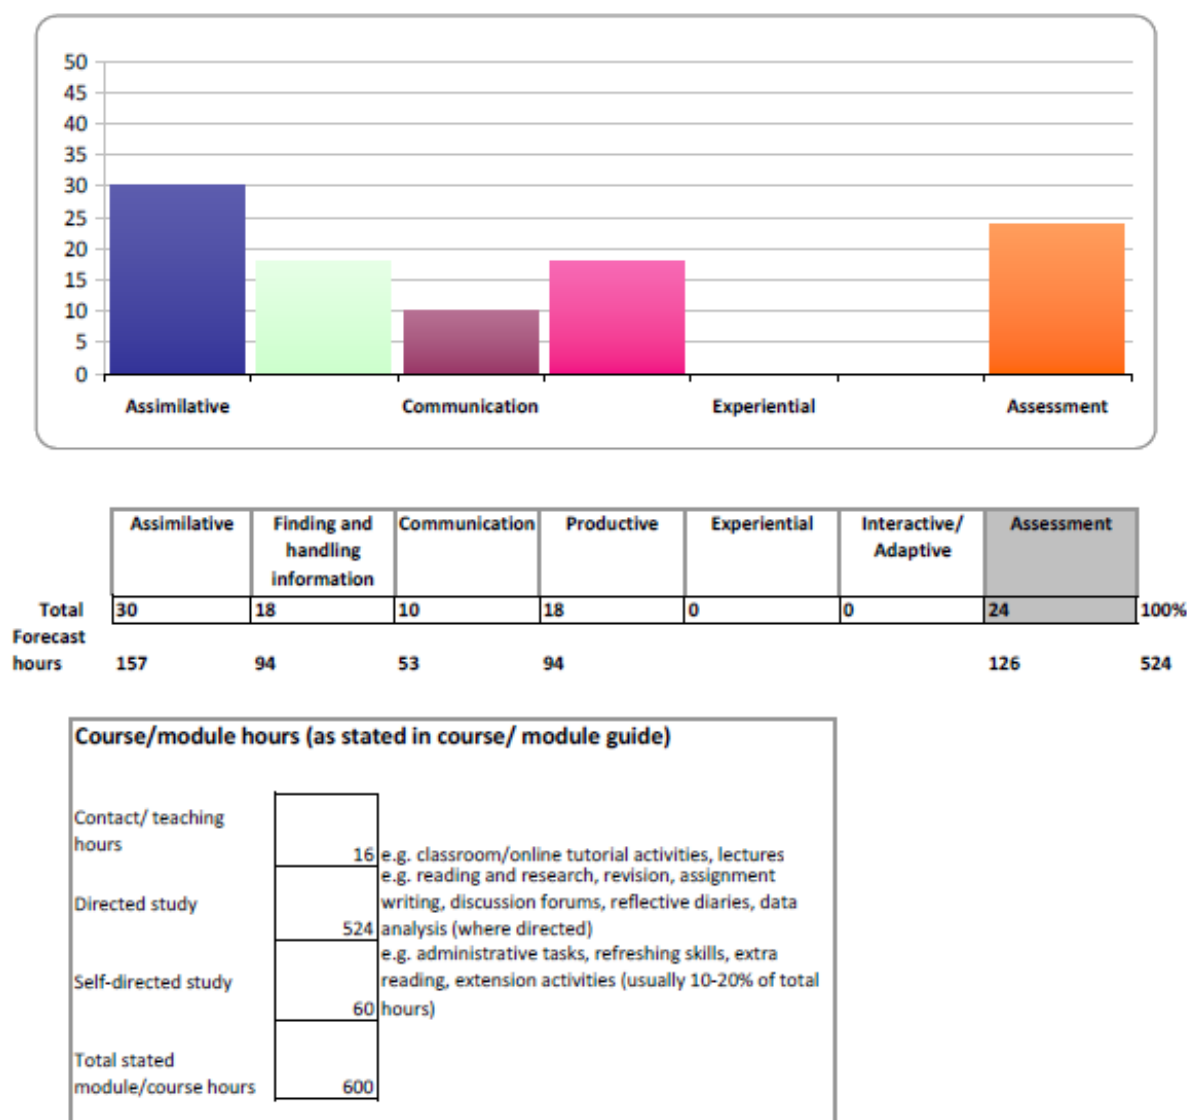 50
45
40
35
30
25
20
15
10
5
0
Assimilative Communication Experiential Assessment
Assimilative Finding and Communication Productive Experiential Interactive/ Assessment
handling Adaptive
information
Total 30 18 10 18 0 0 24 100%
Forecast
hours 157 94 53 94 126 524
Course/module hours (as stated in course/ module guide)
Contact/ teaching
hours
16 e.g. classroom/online tutorial activities, lectures
e.g. reading and research, revision, assignment
Directed study writing, discussion forums, reflective diaries, data
524 analysis (where directed)
e.g. administrative tasks, refreshing skills, extra
Self-directed study reading, extension activities (usually 10-20% of total
60 hours)
Total stated
module/course hours 600